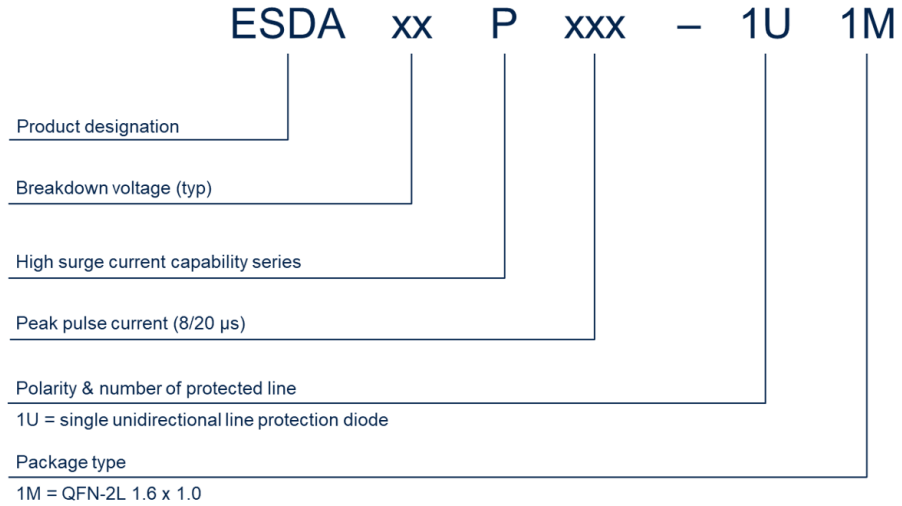 ESDA xx P xxx – 1U 1M
Product designation
Breakdown voltage (typ)
High surge current capability series
Peak pulse current (8/20 µs)
Polarity & number of protected line
1U = single unidirectional line protection diode
Package type
1M = QFN-2L 1.6 x 1.0